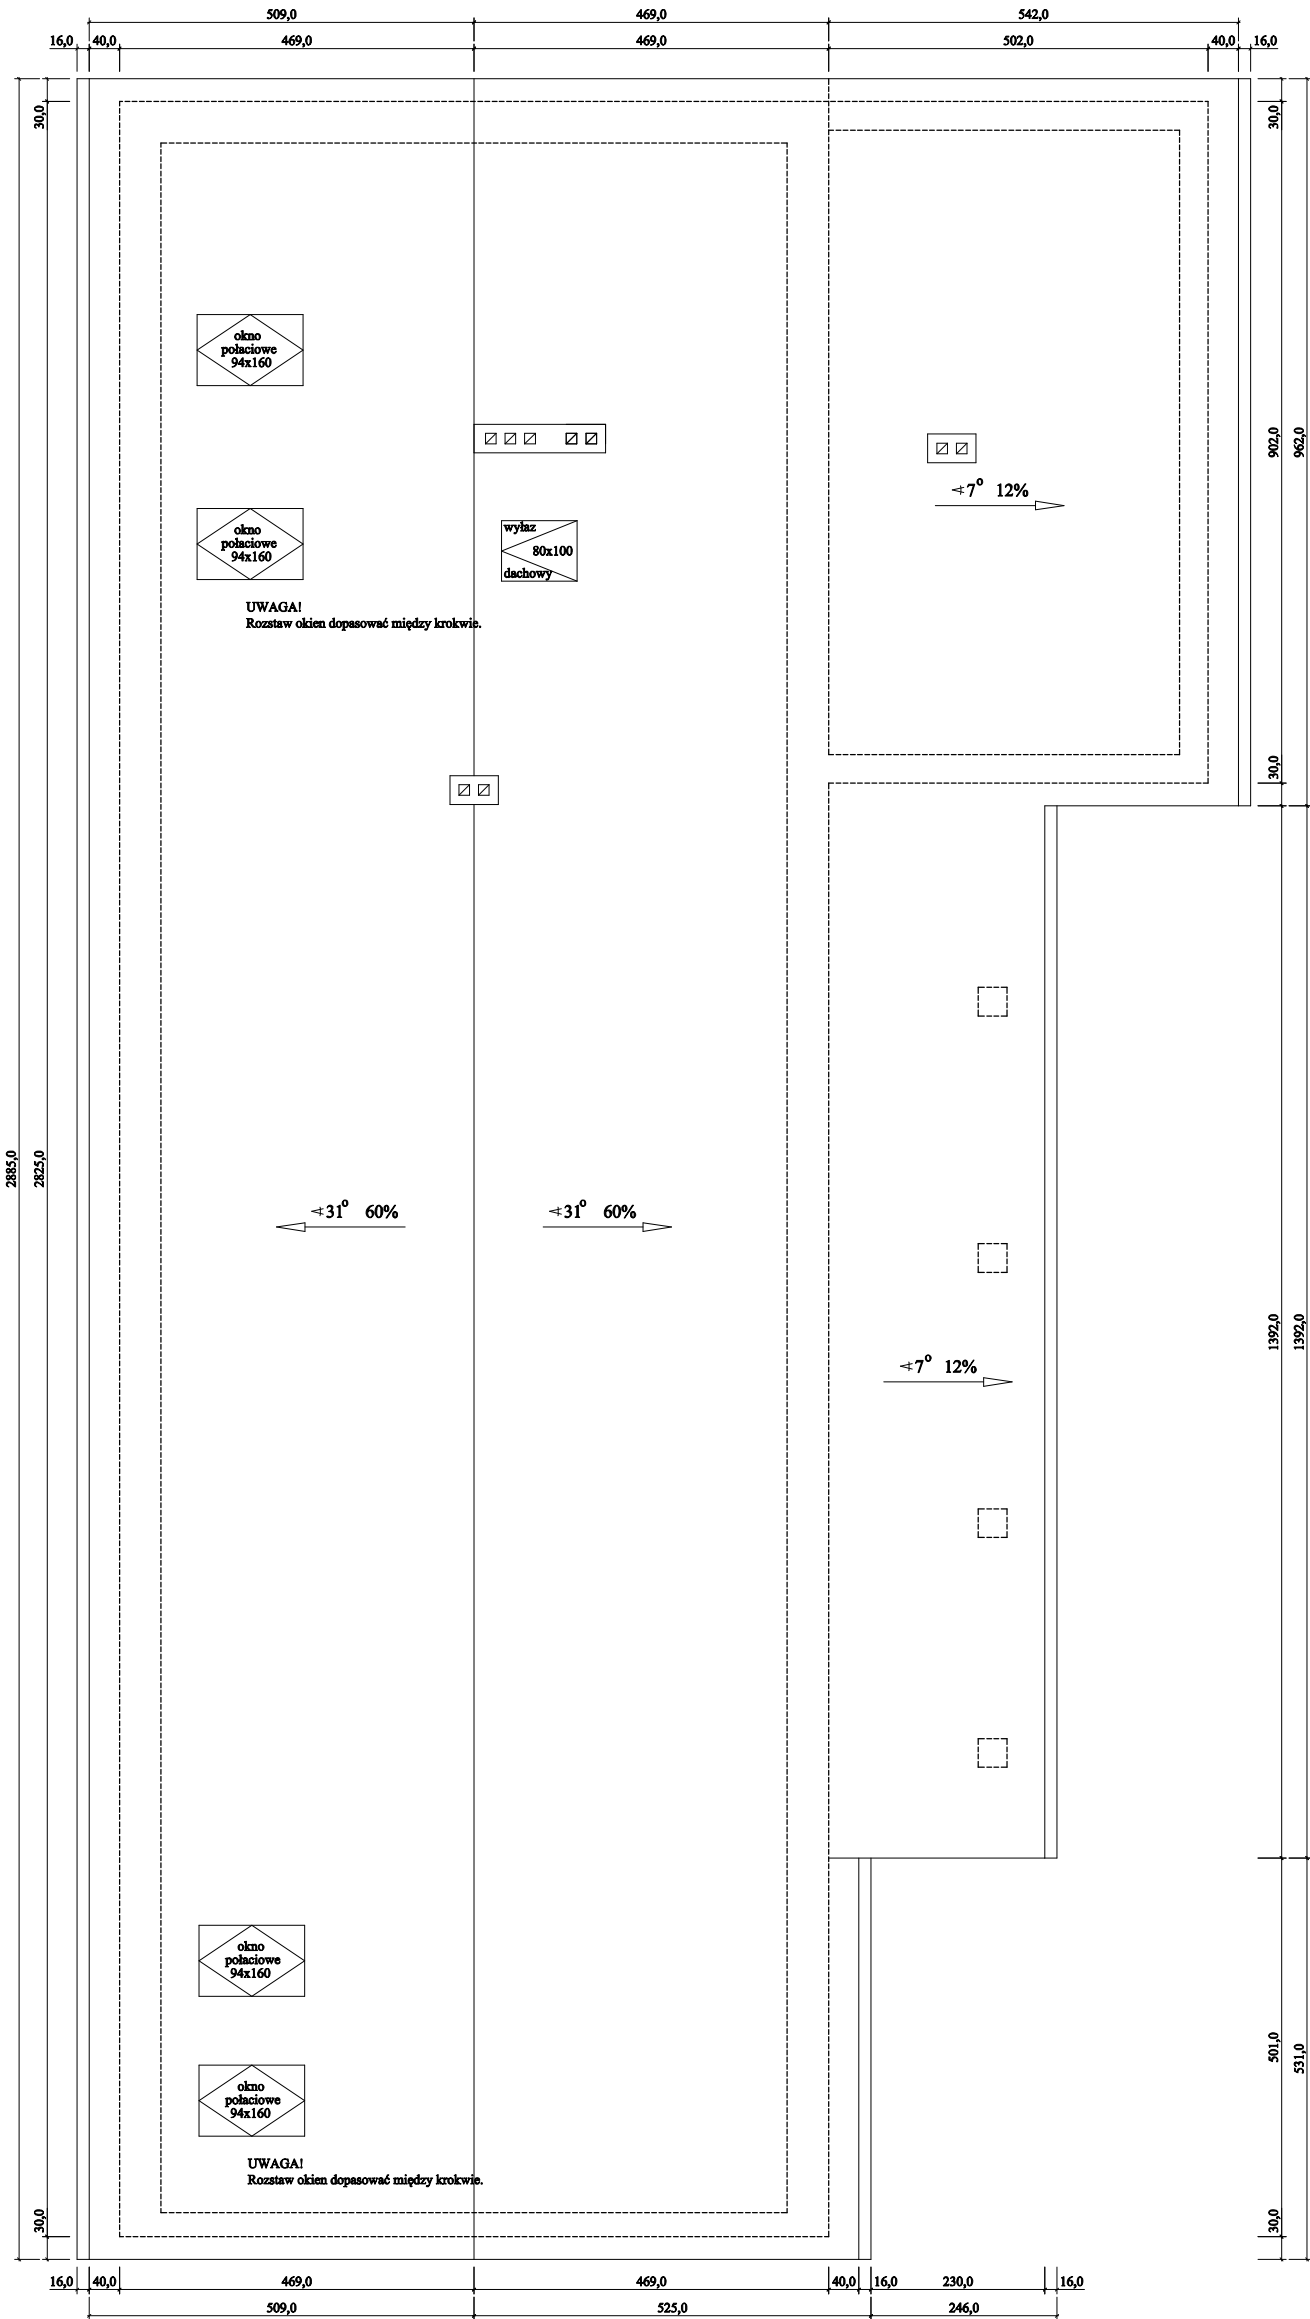 509,0 469,0 542,0
16,0 40,0 469,0 469,0 502,0 40,0 16,0
30,0
30,0
okno
połaciowe
94x160
902,0
962,0
∢7° 12%
okno
połaciowe
94x160
wyłaz
80x100
dachowy
UWAGA!
Rozstaw okien dopasować między krokwie.
30,0
2885,0
2825,0
∢31° 60%
∢31° 60%
1392,0
1392,0
∢7° 12%
okno
połaciowe
94x160
501,0
531,0
okno
połaciowe
94x160
UWAGA!
Rozstaw okien dopasować między krokwie.
30,0
30,0
16,0 40,0 469,0 469,0 40,0 16,0 230,0 16,0
509,0 525,0 246,0